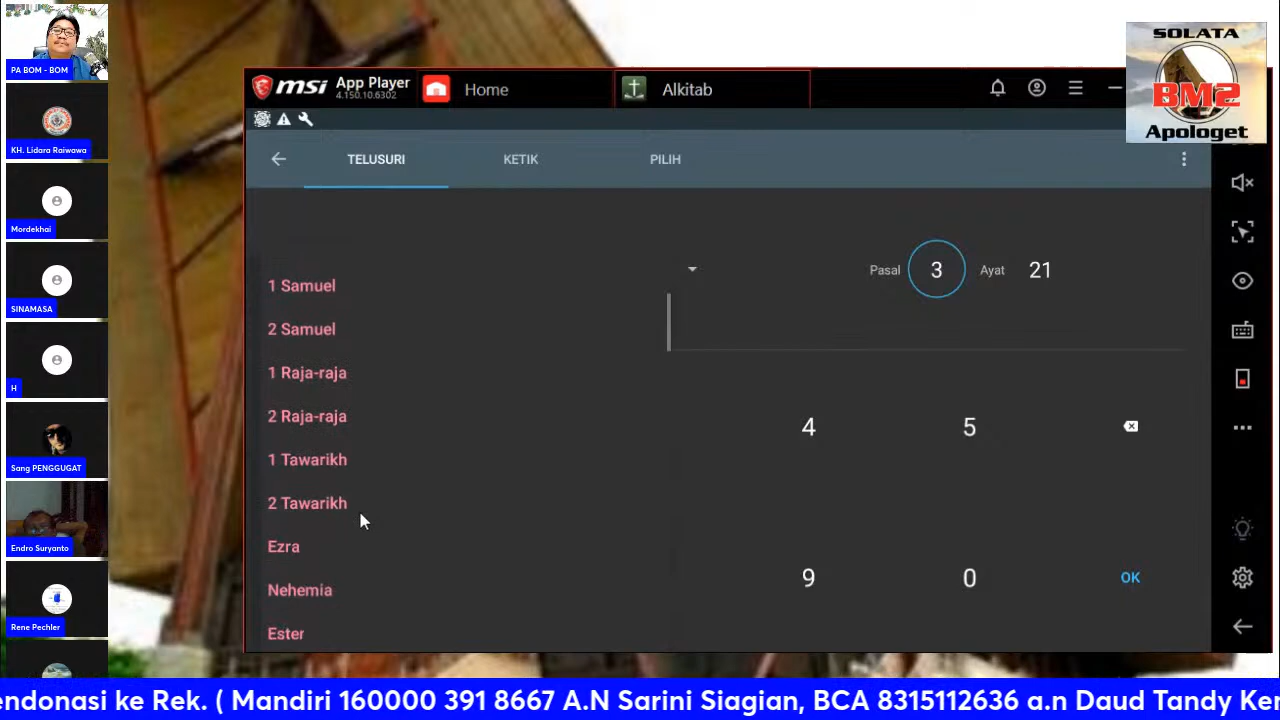 PA BOM - BOM
KH. Lidara Raiwawa
Mordekhai
SINAMASA
H
Sang PENGGUGAT
Endro Suryanto
Rene Pechler
msi App Player
4.150.10.6302
Home
Alkitab
SOLATA
BM2
Apologet
TELUSURI
KETIK
PILIH
1 Samuel
2 Samuel
1 Raja-raja
2 Raja-raja
1 Tawarikh
2 Tawarikh
Ezra
Nehemia
Ester
Pasal 3 Ayat 21
4 5
9 0 OK
endonasi ke Rek. ( Mandiri 160000 391 8667 A.N Sarini Siagian, BCA 8315112636 a.n Daud Tandy Ke